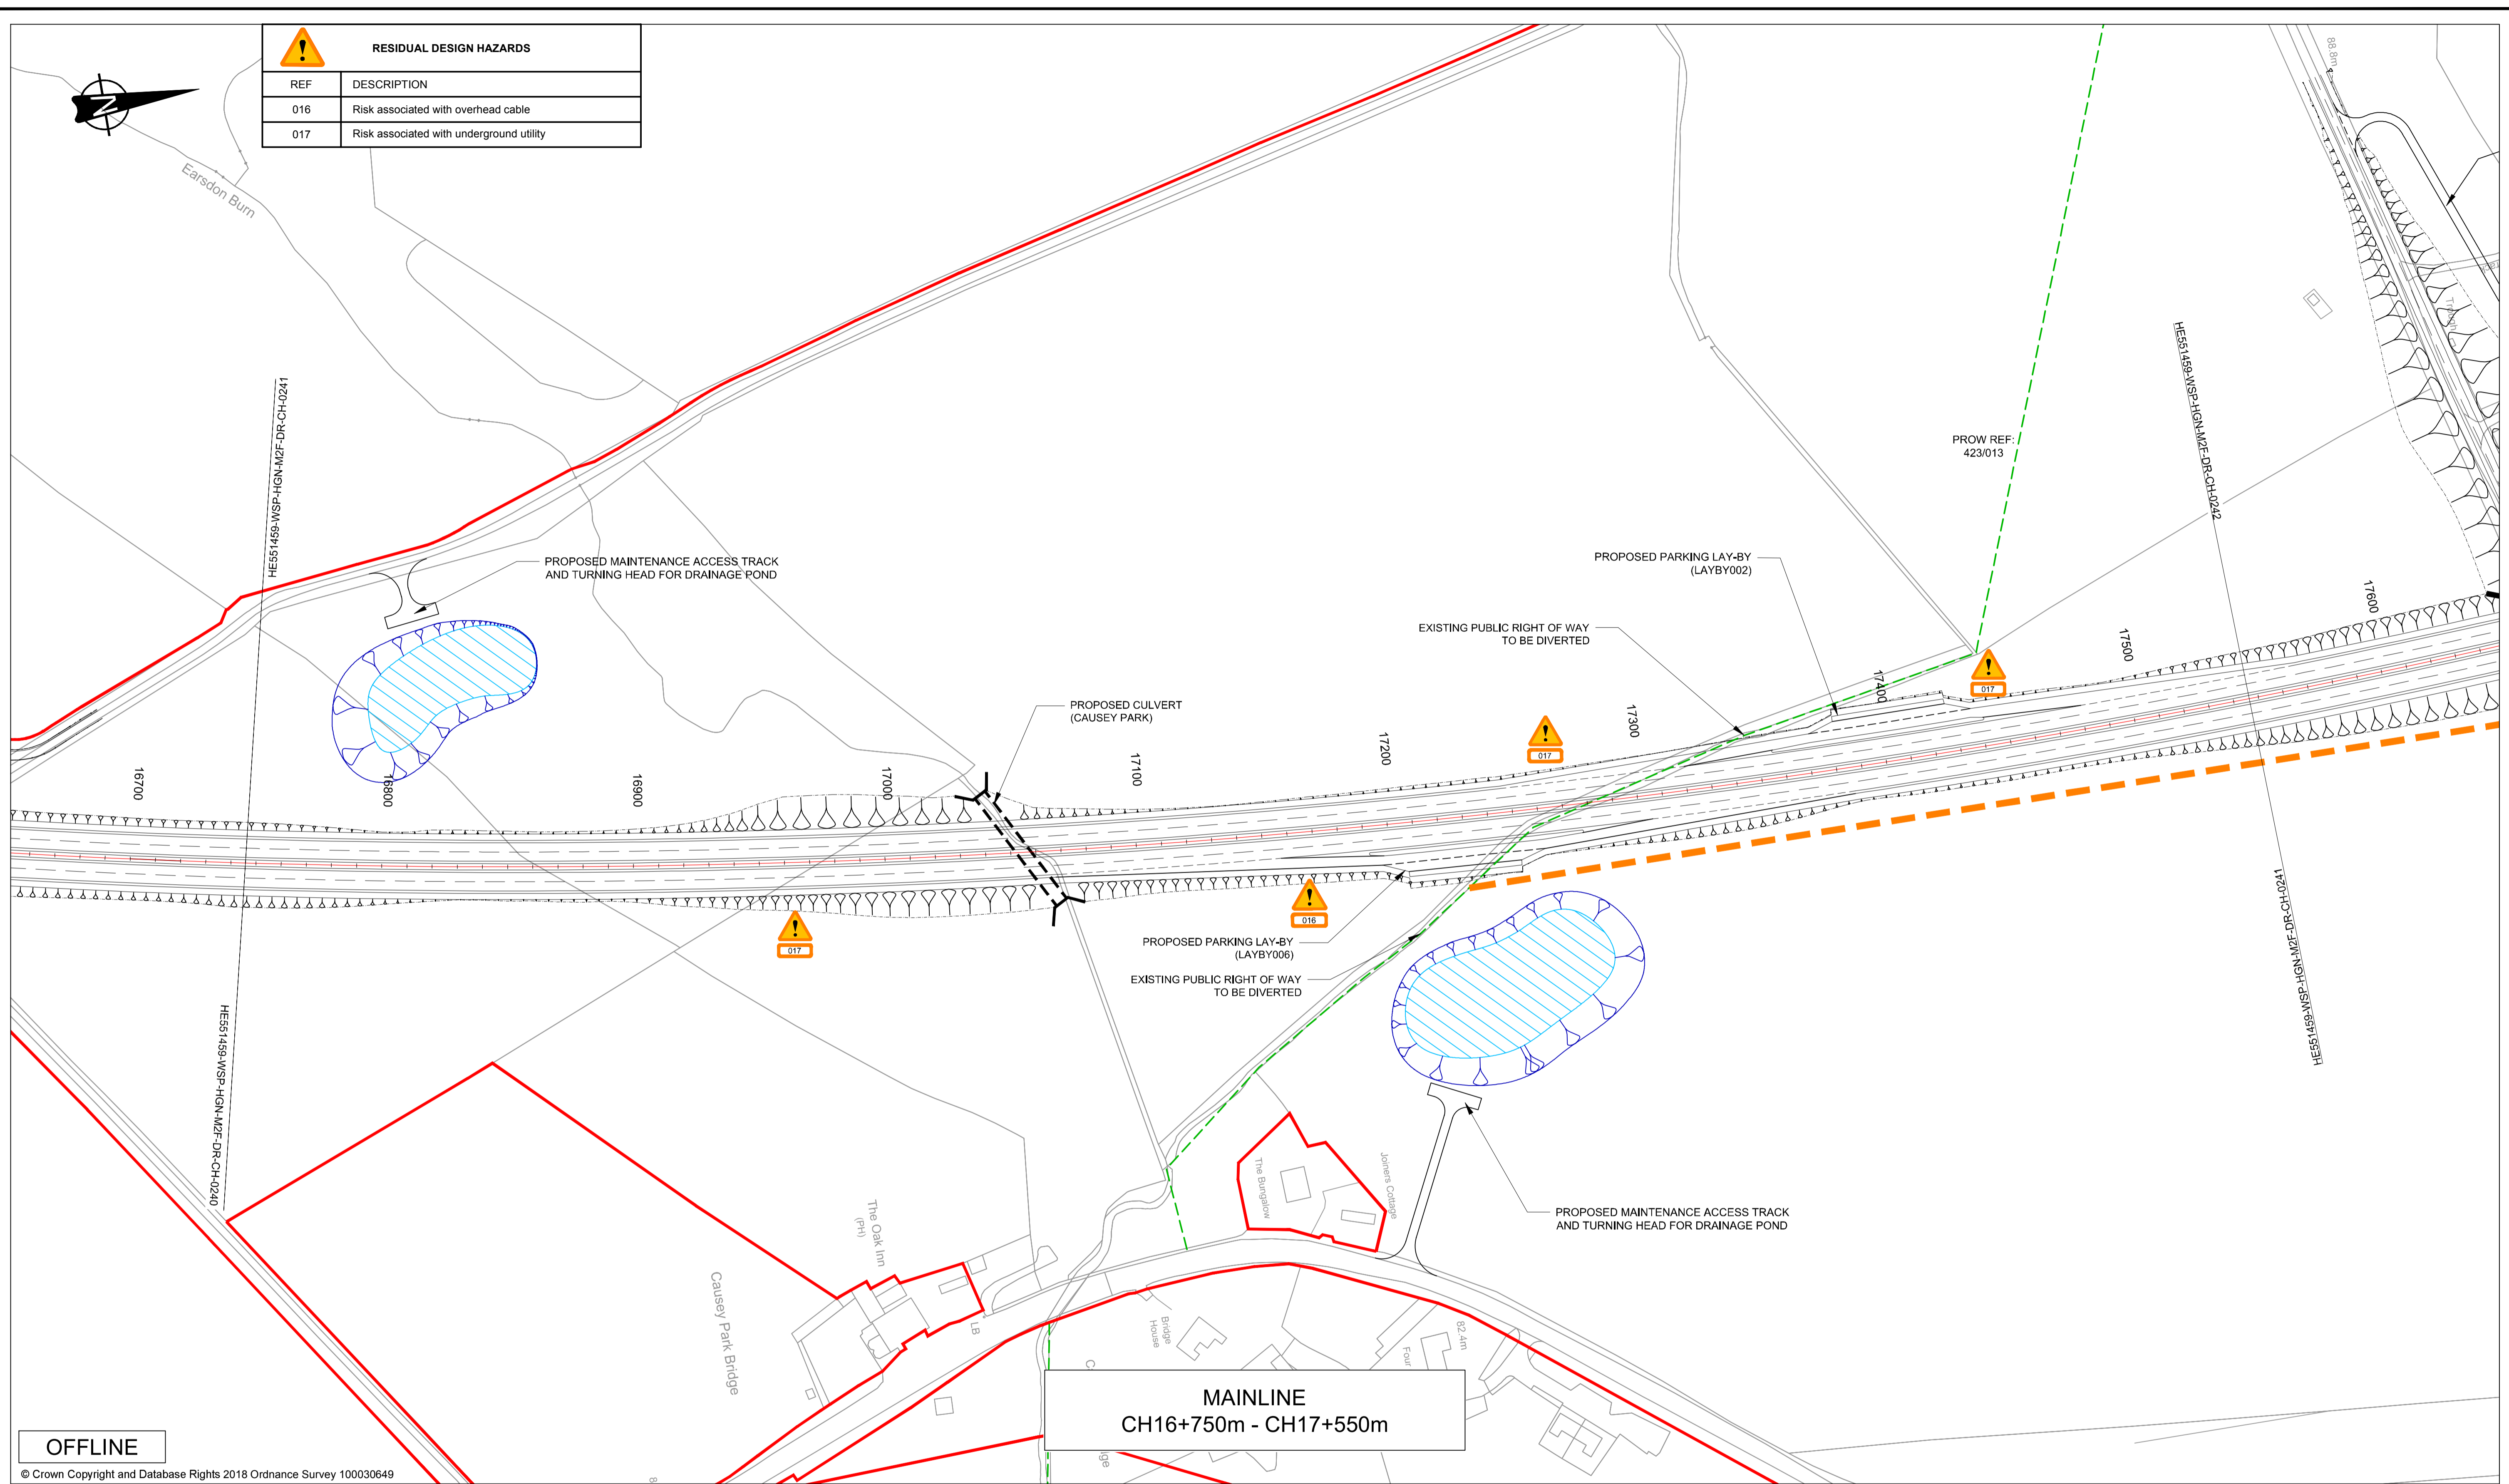 RESIDUAL DESIGN HAZARDS
REF DESCRIPTION
016 Risk associated with overhead cable
017 Risk associated with underground utility
N
Earsdon Burn
88.8m
HE551459-WSP-HGN-M2F-DR-CH-0241
HE551459-WSP-HGN-M2F-DR-CH-0240
HE551459-WSP-HGN-M2F-DR-CH-0242
HE551459-WSP-HGN-M2F-DR-CH-0241
PROW REF:
423/013
PROPOSED MAINTENANCE ACCESS TRACK
AND TURNING HEAD FOR DRAINAGE POND
PROPOSED PARKING LAY-BY
(LAYBY002)
EXISTING PUBLIC RIGHT OF WAY
TO BE DIVERTED
PROPOSED CULVERT
(CAUSEY PARK)
16700
16800
16900
17000
17100
17200
17300
17400
17500
17600
017
017
017
016
PROPOSED PARKING LAY-BY
(LAYBY006)
EXISTING PUBLIC RIGHT OF WAY
TO BE DIVERTED
PROPOSED MAINTENANCE ACCESS TRACK
AND TURNING HEAD FOR DRAINAGE POND
The Bungalow
Joiners Cottage
The Oak Inn
(PH)
Causey Park Bridge
LB
Bridge
House
82.4m
Four
MAINLINE
CH16+750m - CH17+550m
OFFLINE
© Crown Copyright and Database Rights 2018 Ordnance Survey 100030649